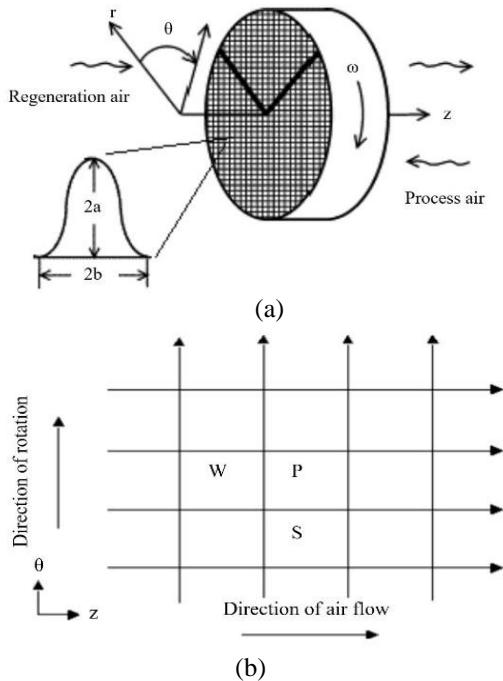 r
θ
Regeneration air
ω
z
Process air
2a
2b
(a)
Direction of rotation
W
P
S
θ
z
Direction of air flow
(b)